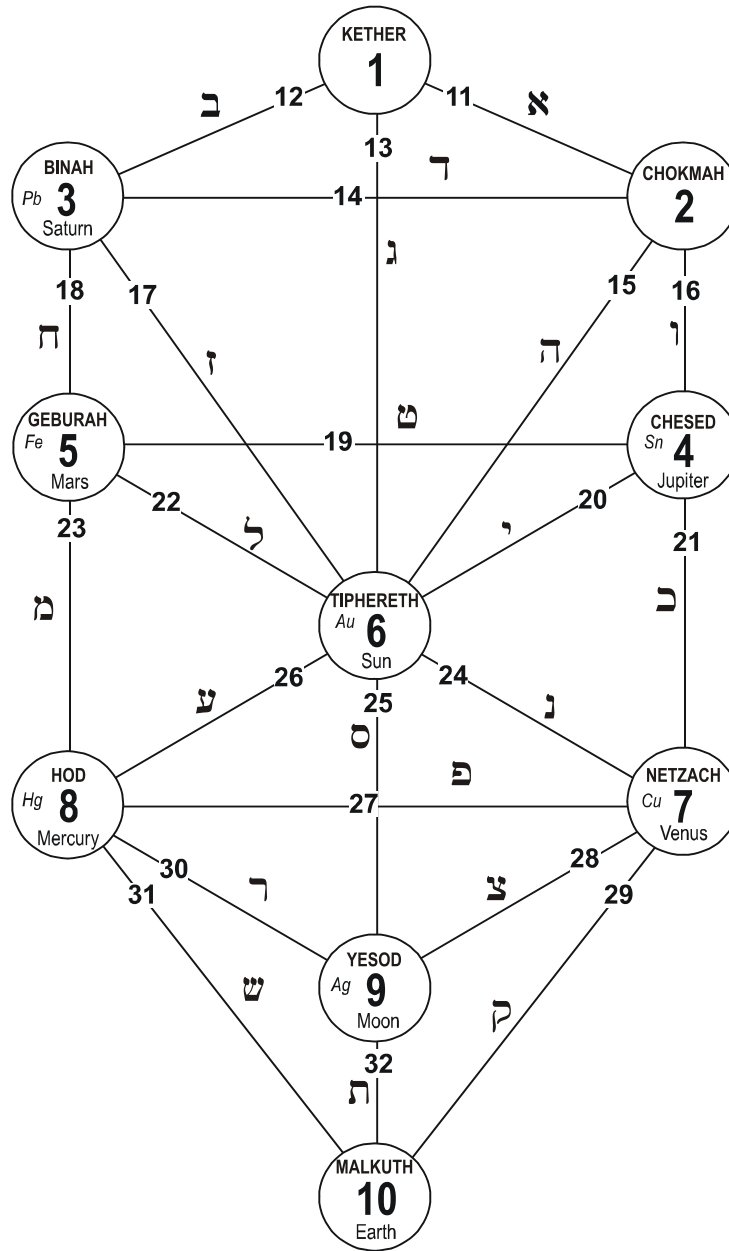 KETHER
1
ב
12
11
א
13
BINAH
Pb
3
Saturn
ד
14
CHOKMAH
2
ג
18
17
15
16
ח
ז
ה
ו
GEBURAH
Fe
5
Mars
19
ט
CHESED
Sn
4
Jupiter
22
20
23
21
ל
י
מ
כ
TIPHERETH
Au
6
Sun
26
24
25
ע
נ
ס
HOD
Hg
8
Mercury
פ
27
NETZACH
Cu
7
Venus
30
28
31
29
ר
צ
YESOD
Ag
9
Moon
ש
ק
32
ת
MALKUTH
10
Earth